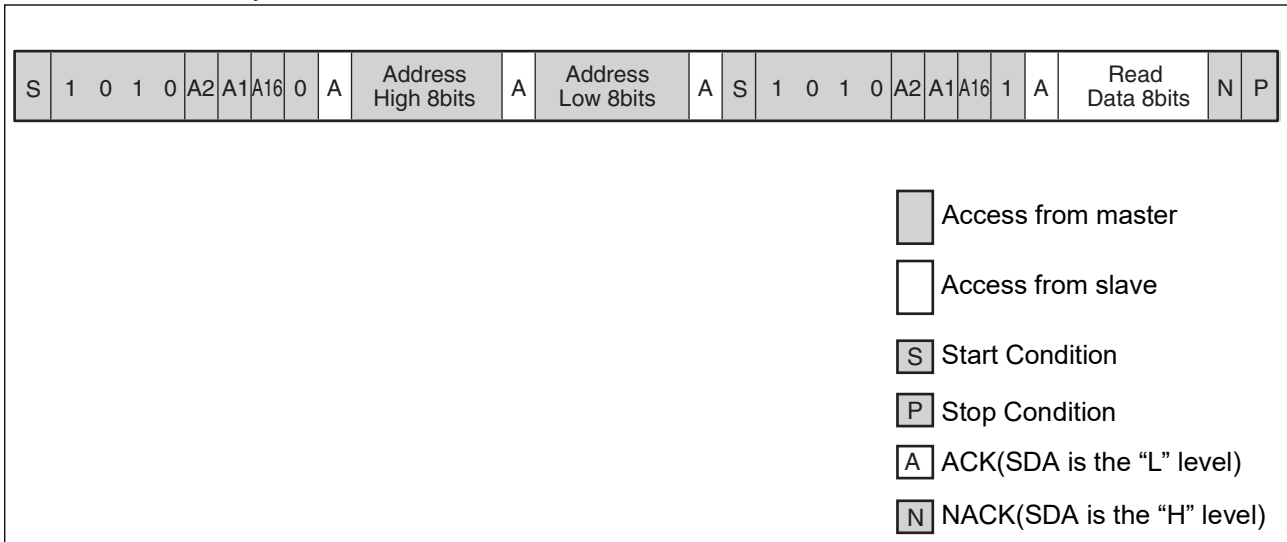 S 1 0 1 0 A2 A1 A16 0 A Address High 8bits A Address Low 8bits A S 1 0 1 0 A2 A1 A16 1 A Read Data 8bits N P
Access from master
Access from slave
S Start Condition
P Stop Condition
A ACK(SDA is the “L” level)
N NACK(SDA is the “H” level)